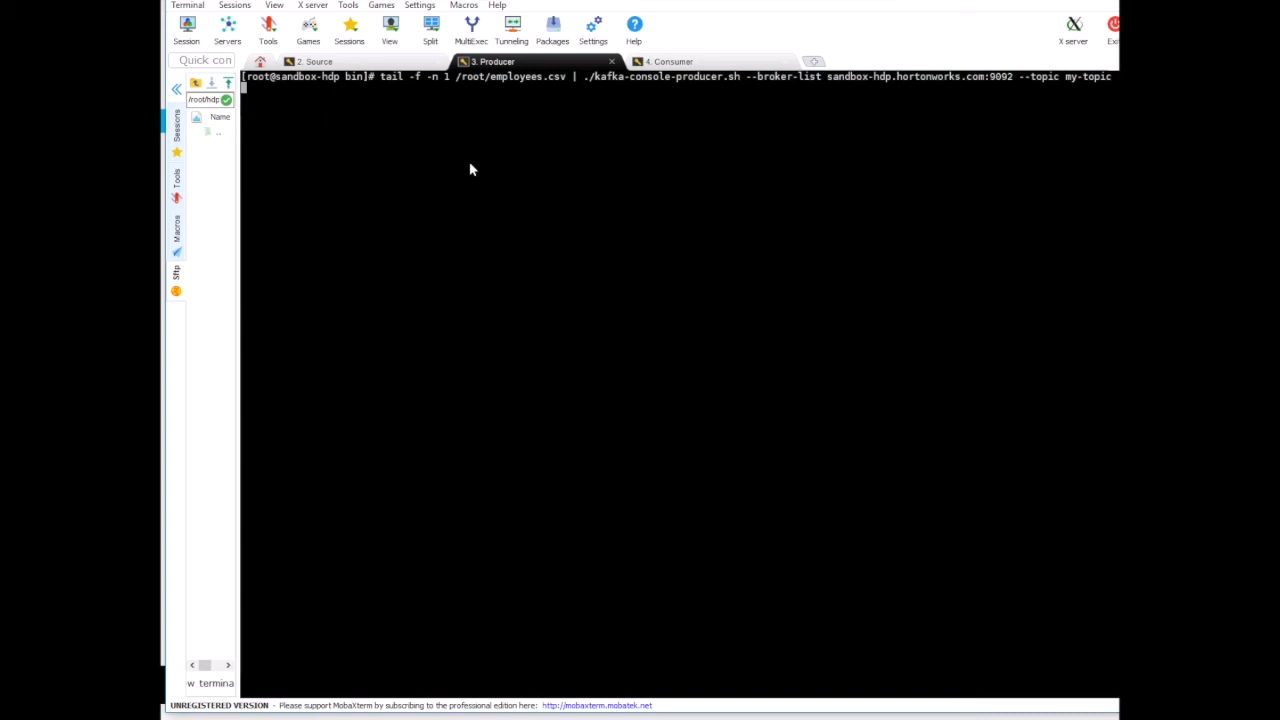 Terminal Sessions View X server Tools Games Settings Macros Help
Session Servers Tools Games Sessions View Split MultiExec Tunneling Packages Settings Help X server Exi
Quick con
2. Source
3. Producer
4. Consumer
[root@sandbox-hdp bin]# tail -f -n 1 /root/employees.csv | ./kafka-console-producer.sh --broker-list sandbox-hdp.hortonworks.com:9092 --topic my-topic
/root/hdp
Name
..
Sessions
Tools
Macros
Sftp
w termina
UNREGISTERED VERSION - Please support MobaXterm by subscribing to the professional edition here: http://mobaxterm.mobatek.net